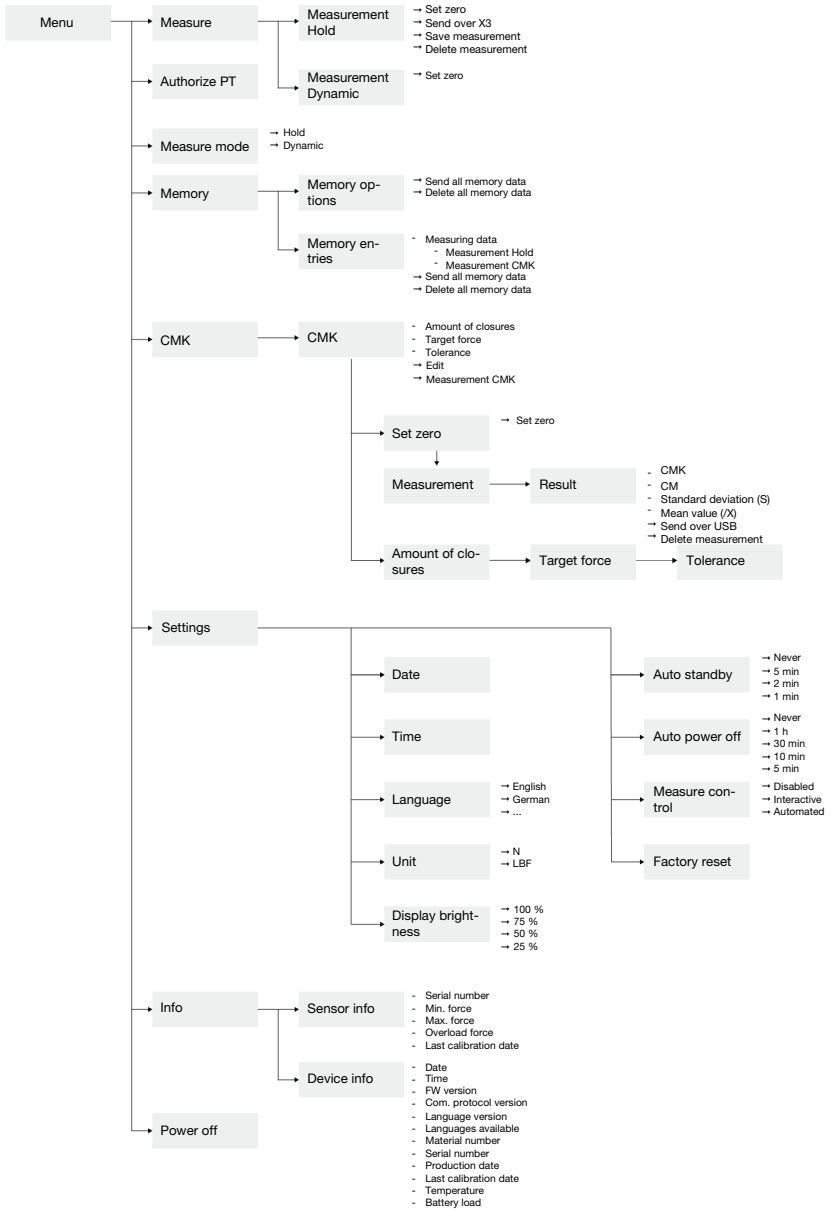 Menu
Measure
Measurement
Hold
→ Set zero
→ Send over X3
→ Save measurement
→ Delete measurement
Authorize PT
Measurement
Dynamic
→ Set zero
Measure mode
→ Hold
→ Dynamic
Memory
Memory op-
tions
→ Send all memory data
→ Delete all memory data
Memory en-
tries
- Measuring data
- Measurement Hold
- Measurement CMK
→ Send all memory data
→ Delete all memory data
CMK
CMK
- Amount of closures
- Target force
- Tolerance
→ Edit
→ Measurement CMK
Set zero
→ Set zero
Measurement
Result
- CMK
- CM
- Standard deviation (S)
- Mean value (/X)
→ Send over USB
→ Delete measurement
Amount of clo-
sures
Target force
Tolerance
Settings
Date
Time
Language
→ English
→ German
→ ...
Unit
→ N
→ LBF
Display bright-
ness
→ 100 %
→ 75 %
→ 50 %
→ 25 %
Auto standby
→ Never
→ 5 min
→ 2 min
→ 1 min
Auto power off
→ Never
→ 1 h
→ 30 min
→ 10 min
→ 5 min
Measure con-
trol
→ Disabled
→ Interactive
→ Automated
Factory reset
Info
Sensor info
- Serial number
- Min. force
- Max. force
- Overload force
- Last calibration date
Device info
- Date
- Time
- FW version
- Com. protocol version
- Language version
- Languages available
- Material number
- Serial number
- Production date
- Last calibration date
- Temperature
- Battery load
Power off